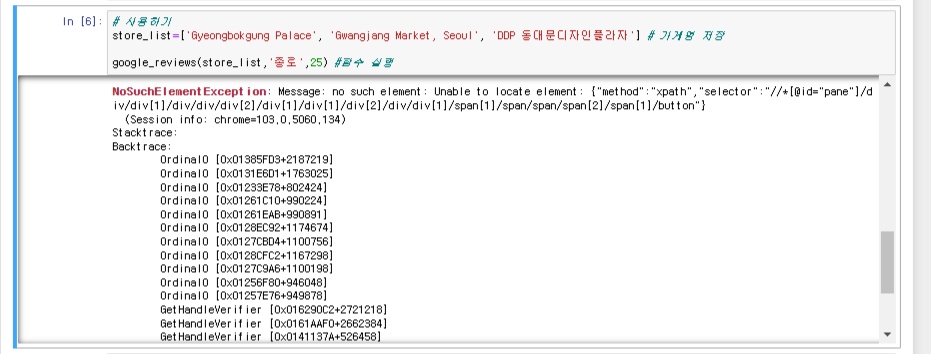 In [6]: # 사용하기
store_list=['Gyeongbokgung Palace', 'Gwangjang Market, Seoul', 'DDP 동대문디자인플라자'] # 가게명 저장
google_reviews(store_list,'종로',25) #함수 실행
NoSuchElementException: Message: no such element: Unable to locate element: {"method":"xpath","selector":"//*[@id="pane"]/d
iv/div[1]/div/div/div[2]/div[1]/div[1]/div[2]/div/div[1]/span[1]/span/span/span[2]/span[1]/button"}
(Session info: chrome=103.0.5060.134)
Stacktrace:
Backtrace:
Ordinal0 [0x01385FD3+2187219]
Ordinal0 [0x0131E6D1+1763025]
Ordinal0 [0x01233E78+802424]
Ordinal0 [0x01261C10+990224]
Ordinal0 [0x01261EAB+990891]
Ordinal0 [0x0128EC92+1174674]
Ordinal0 [0x0127CBD4+1100756]
Ordinal0 [0x0128CFC2+1167298]
Ordinal0 [0x0127C9A6+1100198]
Ordinal0 [0x01256F80+946048]
Ordinal0 [0x01257E76+949878]
GetHandleVerifier [0x016290C2+2721218]
GetHandleVerifier [0x0161AAF0+2662384]
GetHandleVerifier [0x0141137A+526458]